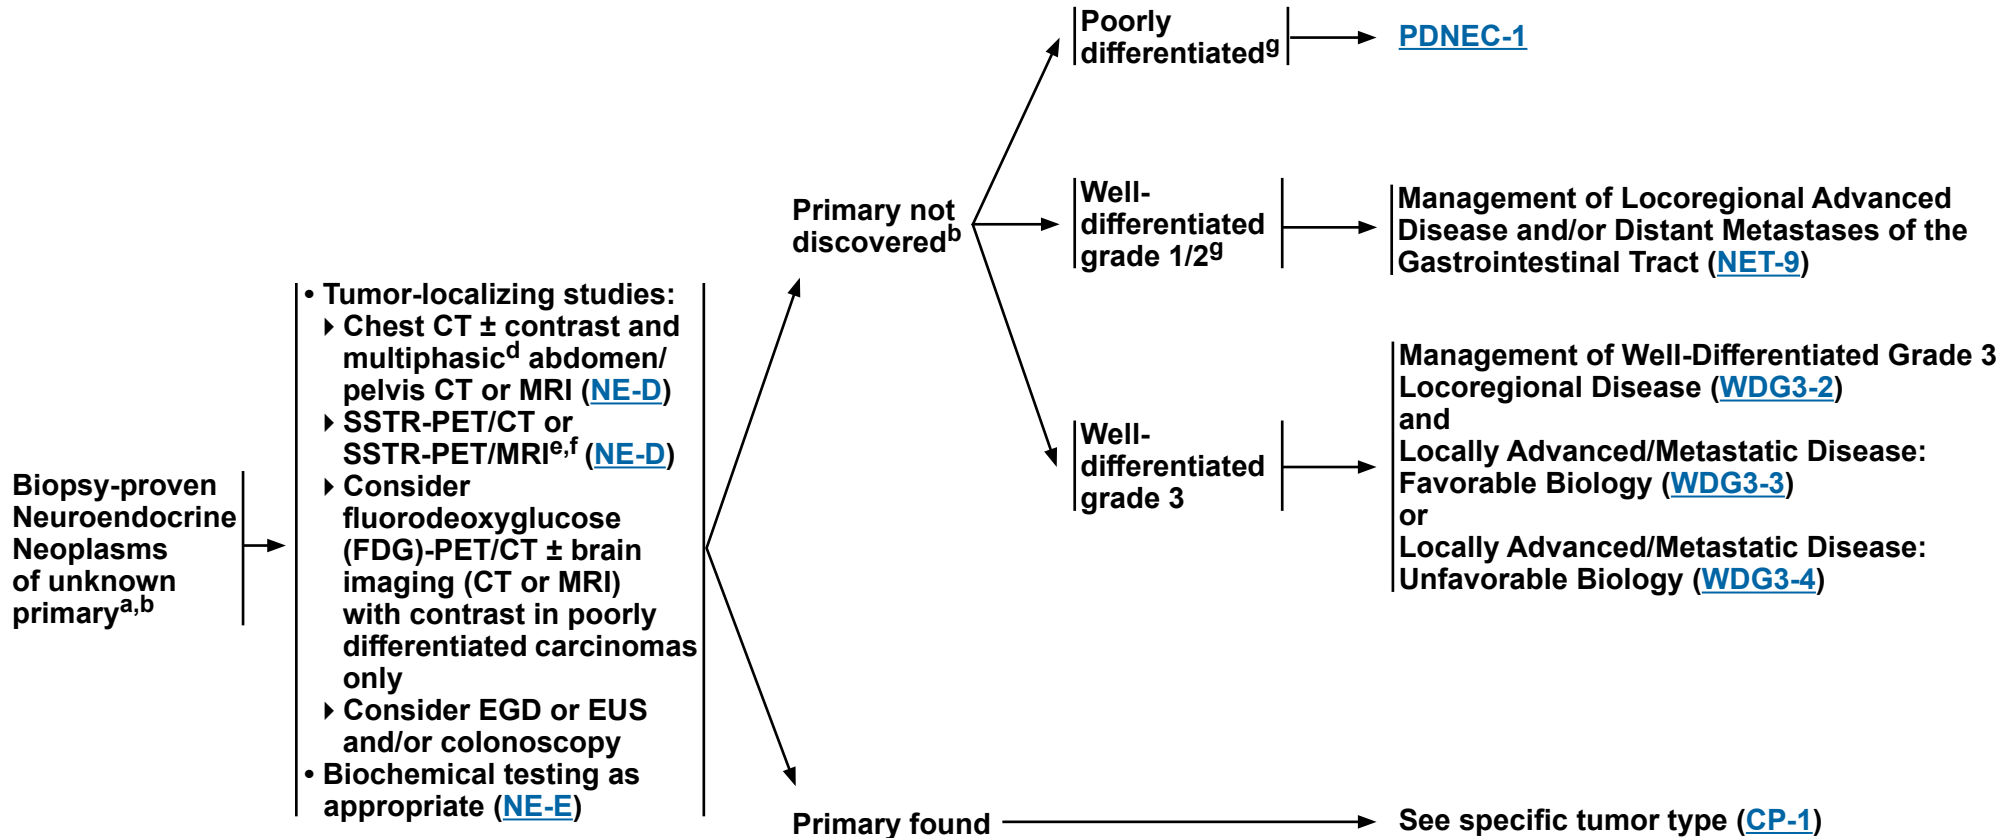 Biopsy-proven
Neuroendocrine
Neoplasms
of unknown
primarya,b
• Tumor-localizing studies:
Chest CT ± contrast and
multiphasicd abdomen/
pelvis CT or MRI (NE-D)
SSTR-PET/CT or
SSTR-PET/MRIe,f (NE-D)
Consider
fluorodeoxyglucose
(FDG)-PET/CT ± brain
imaging (CT or MRI)
with contrast in poorly
differentiated carcinomas
only
Consider EGD or EUS
and/or colonoscopy
• Biochemical testing as
appropriate (NE-E)
Primary not
discoveredb
Poorly
differentiatedg
PDNEC-1
Well-
differentiated
grade 1/2g
Management of Locoregional Advanced
Disease and/or Distant Metastases of the
Gastrointestinal Tract (NET-9)
Well-
differentiated
grade 3
Management of Well-Differentiated Grade 3
Locoregional Disease (WDG3-2)
and
Locally Advanced/Metastatic Disease:
Favorable Biology (WDG3-3)
or
Locally Advanced/Metastatic Disease:
Unfavorable Biology (WDG3-4)
Primary found
See specific tumor type (CP-1)